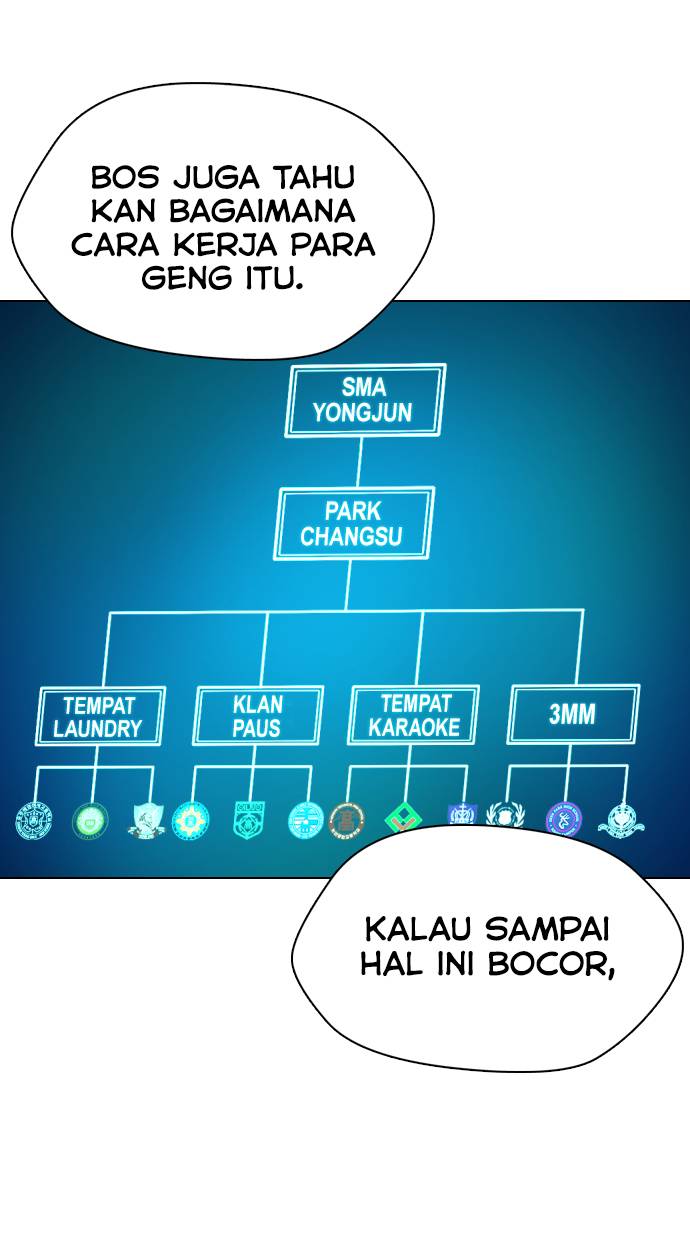 BOS JUGA TAHU
KAN BAGAIMANA
CARA KERJA PARA
GENG ITU.
SMA
YONGJUN
PARK
CHANGSU
TEMPAT
LAUNDRY
KLAN
PAUS
TEMPAT
KARAOKE
3MM
KALAU SAMPAI
HAL INI BOCOR,